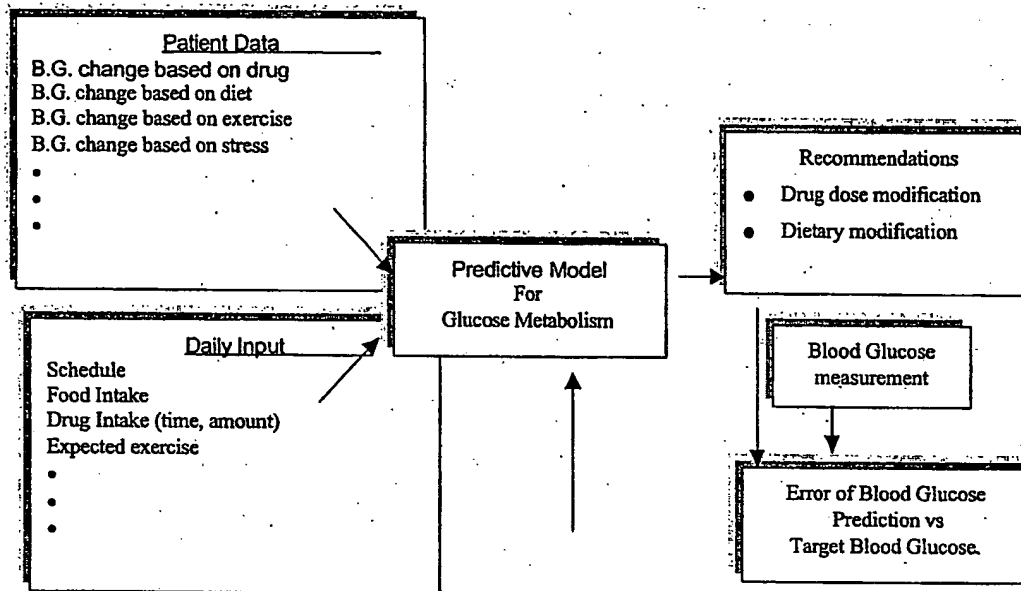 Patient Data
B.G. change based on drug
B.G. change based on diet
B.G. change based on exercise
B.G. change based on stress
•
•
•
Daily Input
Schedule
Food Intake
Drug Intake (time, amount)
Expected exercise
•
•
•
Predictive Model
For
Glucose Metabolism
Recommendations
• Drug dose modification
• Dietary modification
Blood Glucose
measurement
Error of Blood Glucose
Prediction vs
Target Blood Glucose.